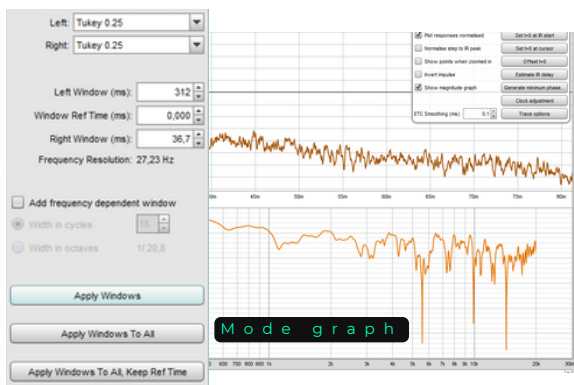 Left: Tukey 0.25
Right: Tukey 0.25
Left Window (ms): 312
Window Ref Time (ms): 0,000
Right Window (ms): 36,7
Frequency Resolution: 27,23 Hz
Add frequency dependent window
Width in cycles 15
Width in octaves 1/ 20,8
Apply Windows
Apply Windows To All
Apply Windows To All, Keep Ref Time
Plot responses normalised Set t=0 at IR start
Normalise step to IR peak Set t=0 at cursor
Show points when zoomed in Offset t=0
Invert impulse Estimate IR delay
Show magnitude graph Generate minimum phase...
Clock adjustment
ETC Smoothing (ms): 0,1 Trace options
40m 45m 50m 55m 60m 65m 70m 75m 80m
Mode graph
600 700 800 900 1k 2k 3k 4k 5k 6k 7k 8k 9k 10k 20k 30k